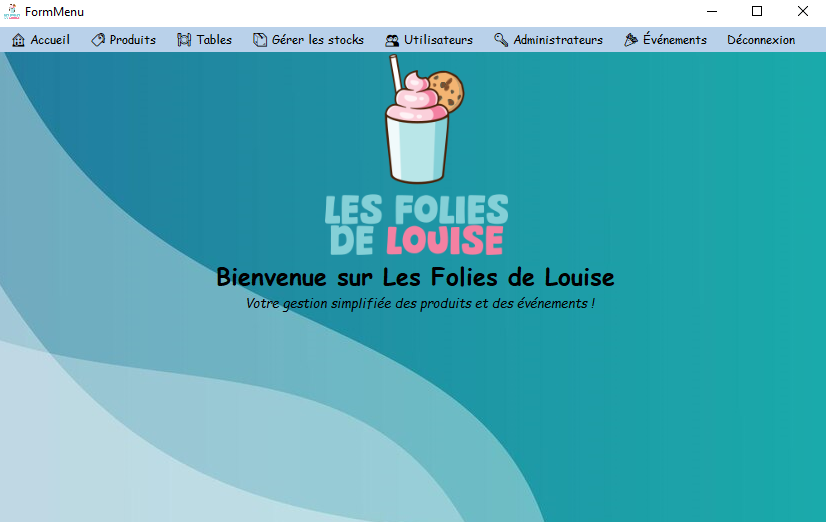 FormMenu
Accueil Produits Tables Gérer les stocks Utilisateurs Administrateurs Événements Déconnexion
LES FOLIES
DE LOUISE
Bienvenue sur Les Folies de Louise
Votre gestion simplifiée des produits et des événements !